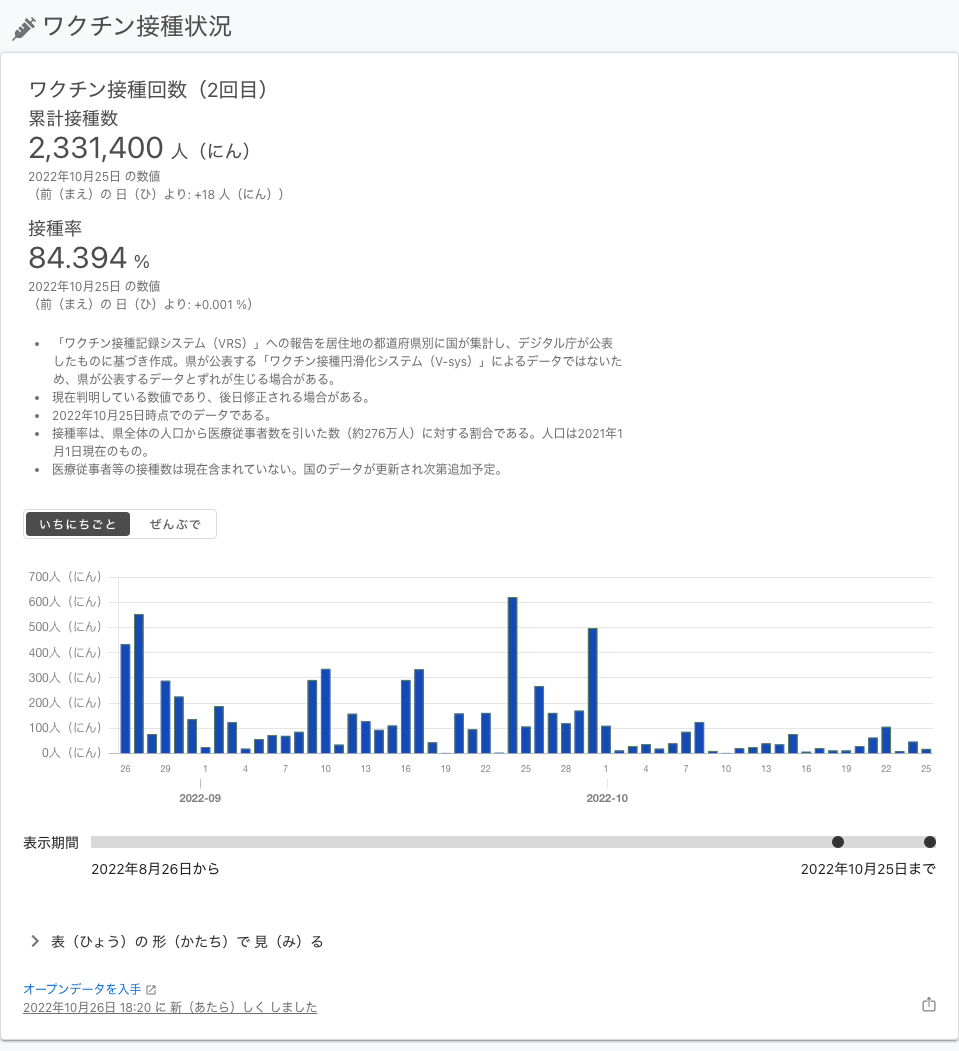 ワクチン接種状況
ワクチン接種回数（2回目）
累計接種数
2,331,400 人（にん）
2022年10月25日 の数値
（前（まえ）の 日（ひ）より: +18 人（にん））
接種率
84.394 %
2022年10月25日 の数値
（前（まえ）の 日（ひ）より: +0.001 %）
• 「ワクチン接種記録システム（VRS）」への報告を居住地の都道府県別に国が集計し、デジタル庁が公表
したものに基づき作成。県が公表する「ワクチン接種円滑化システム（V-sys）」によるデータではないた
め、県が公表するデータとずれが生じる場合がある。
• 現在判明している数値であり、後日修正される場合がある。
• 2022年10月25日時点でのデータである。
• 接種率は、県全体の人口から医療従事者数を引いた数（約276万人）に対する割合である。人口は2021年1
月1日現在のもの。
• 医療従事者等の接種数は現在含まれていない。国のデータが更新され次第追加予定。
いちにちごと ぜんぶで
700人（にん）
600人（にん）
500人（にん）
400人（にん）
300人（にん）
200人（にん）
100人（にん）
0人（にん）
26 29 1 4 7 10 13 16 19 22 25 28 1 4 7 10 13 16 19 22 25
2022-09 2022-10
表示期間
2022年8月26日から 2022年10月25日まで
表（ひょう）の 形（かたち）で 見（み）る
オープンデータを入手
2022年10月26日 18:20 に 新（あたら）しく しました